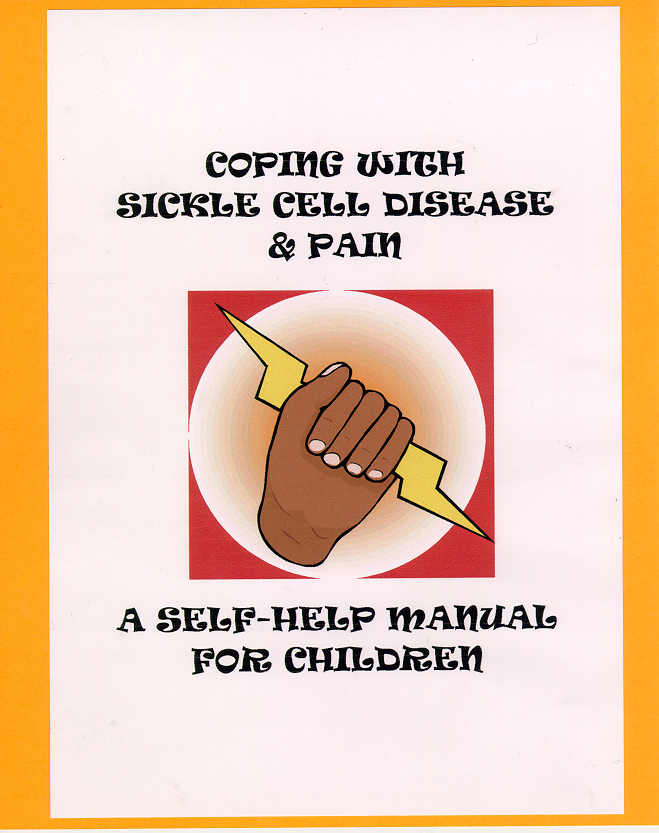 COPING WITH
SICKLE CELL DISEASE
& PAIN
A SELF-HELP MANUAL
FOR CHILDREN